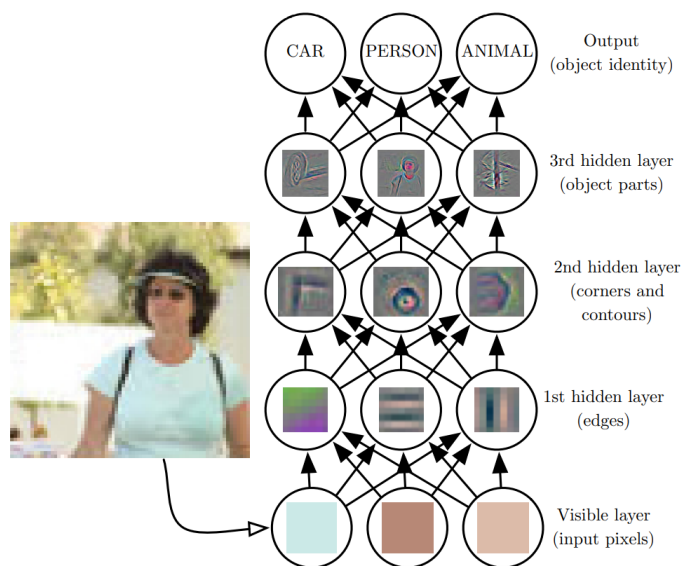 CAR
PERSON
ANIMAL
Output
(object identity)
3rd hidden layer
(object parts)
2nd hidden layer
(corners and
contours)
1st hidden layer
(edges)
Visible layer
(input pixels)